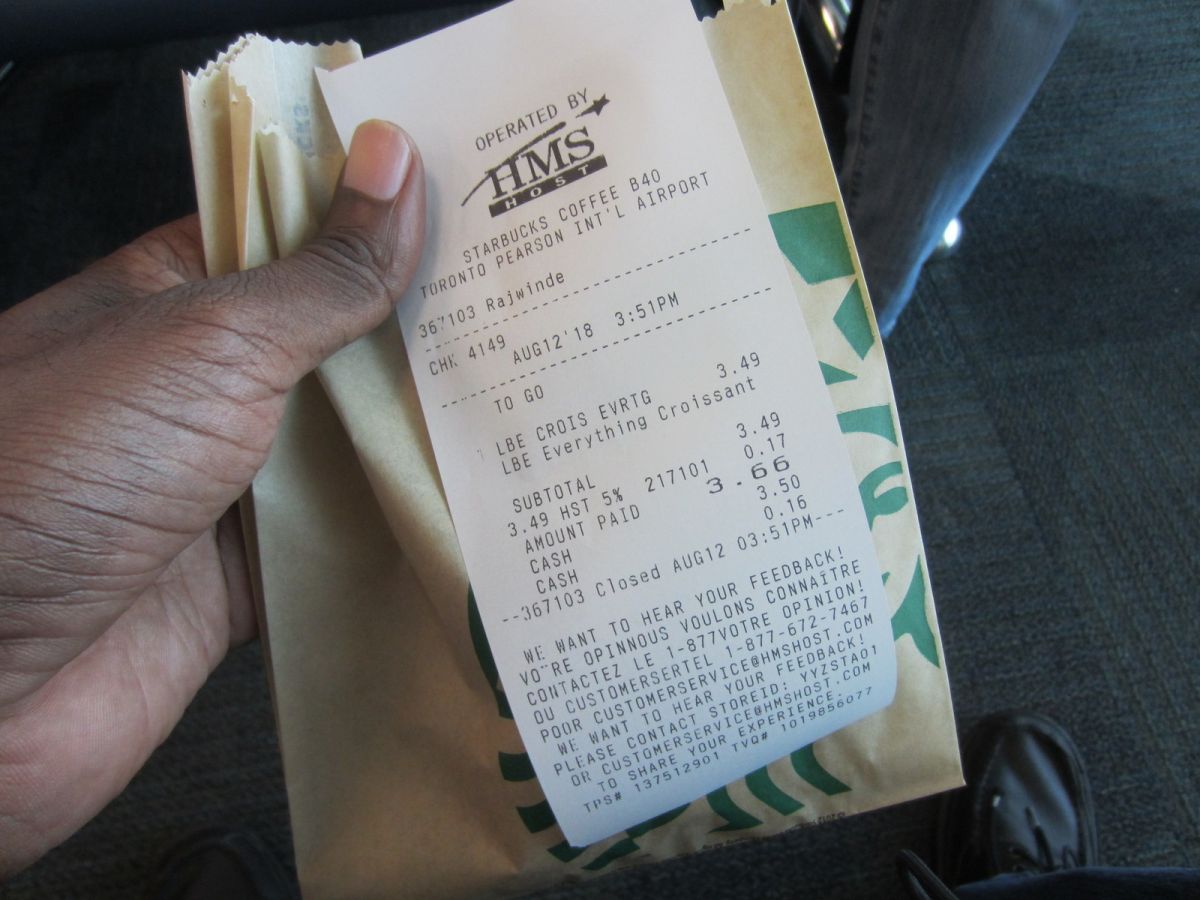 OPERATED BY
HMS
HOST
STARBUCKS COFFEE B40
TORONTO PEARSON INT'L AIRPORT
367103 Rajwinde
CHK 4149 AUG12'18 3:51PM
TO GO
1 LBE CROIS EVRTG 3.49
LBE Everything Croissant
SUBTOTAL 3.49
3.49 HST 5% 217101 0.17
AMOUNT PAID 3.66
CASH 3.50
CASH 0.16
--367103 Closed AUG12 03:51PM---
WE WANT TO HEAR YOUR FEEDBACK!
VO¨RE OPINNOUS VOULONS CONNAÎTRE
CONTACTEZ LE 1-877VOTRE OPINION!
OU CUSTOMERSERTEL 1-877-672-7467
POOR CUSTOMERSERVICE@HMSHOST.COM
WE WANT TO HEAR YOUR FEEDBACK!
PLEASE CONTACT STOREID: YYZSTA01
OR CUSTOMERSERVICE@HMSHOST.COM
TO SHARE YOUR EXPERIENCE.
TPS# 137512901 TVQ# 1019856077